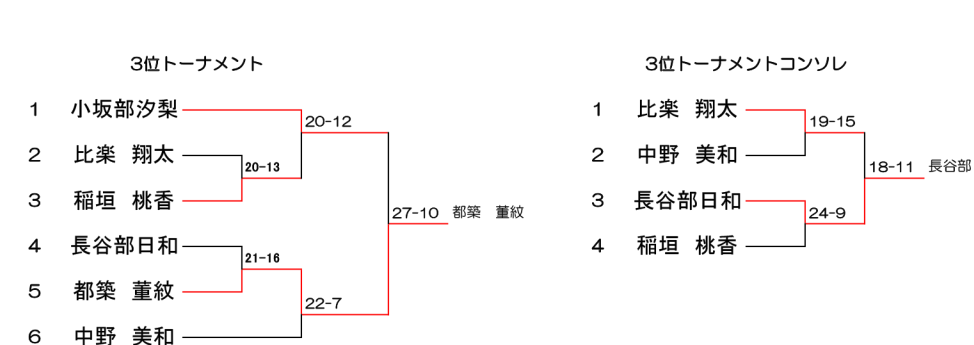 3位トーナメント
1 小坂部汐梨
20-12
2 比楽 翔太
20-13
3 稲垣 桃香
27-10 都築 菫紋
4 長谷部日和
21-16
5 都築 菫紋
22-7
6 中野 美和
3位トーナメントコンソレ
1 比楽 翔太
19-15
2 中野 美和
18-11 長谷部
3 長谷部日和
24-9
4 稲垣 桃香